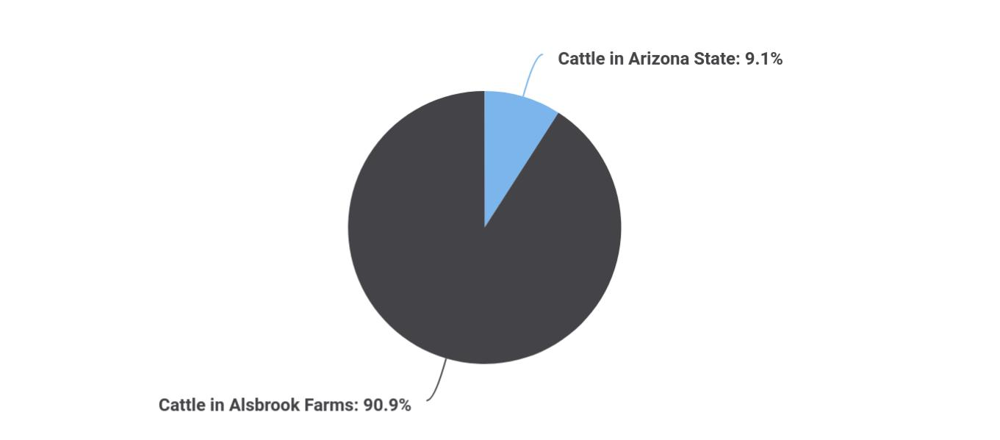 Cattle in Arizona State: 9.1%
Cattle in Alsbrook Farms: 90.9%